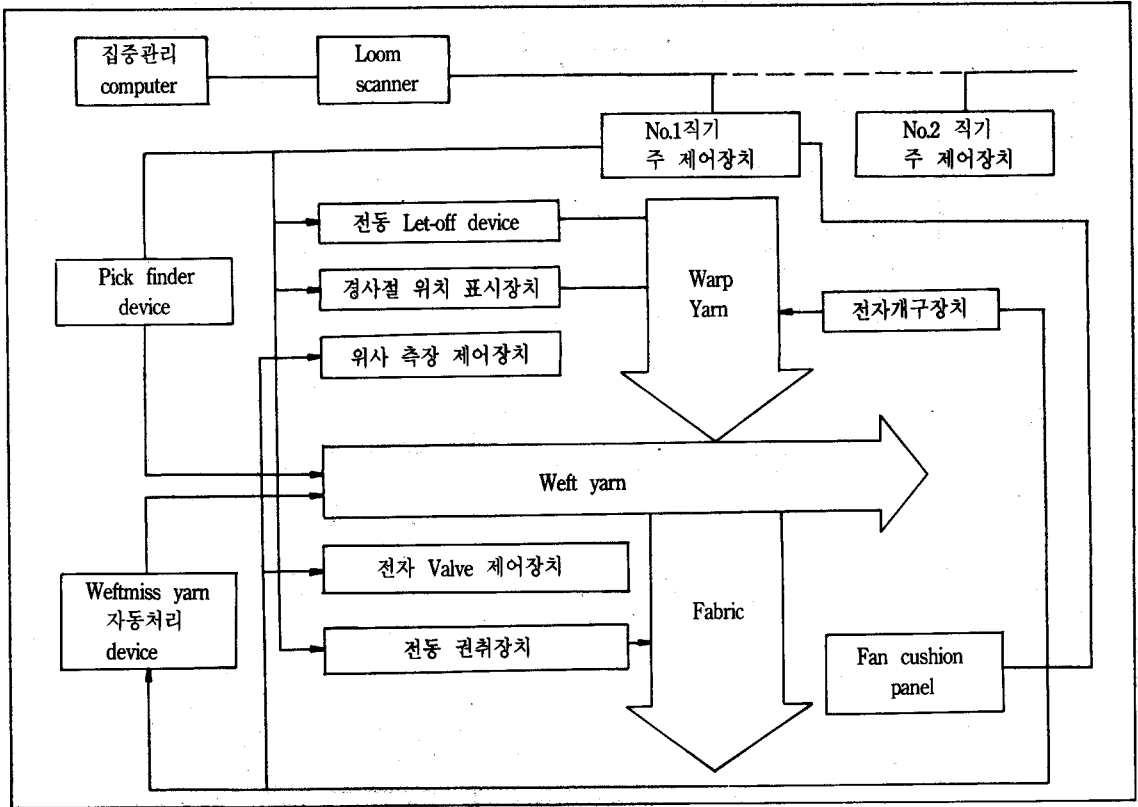 집중관리
computer
Loom
scanner
No.1직기
주 제어장치
No.2 직기
주 제어장치
전동 Let-off device
Pick finder
device
경사절 위치 표시장치
Warp
Yarn
전자개구장치
위사 측장 제어장치
Weft yarn
전자 Valve 제어장치
Weftmiss yarn
자동처리
device
전동 권취장치
Fabric
Fan cushion
panel